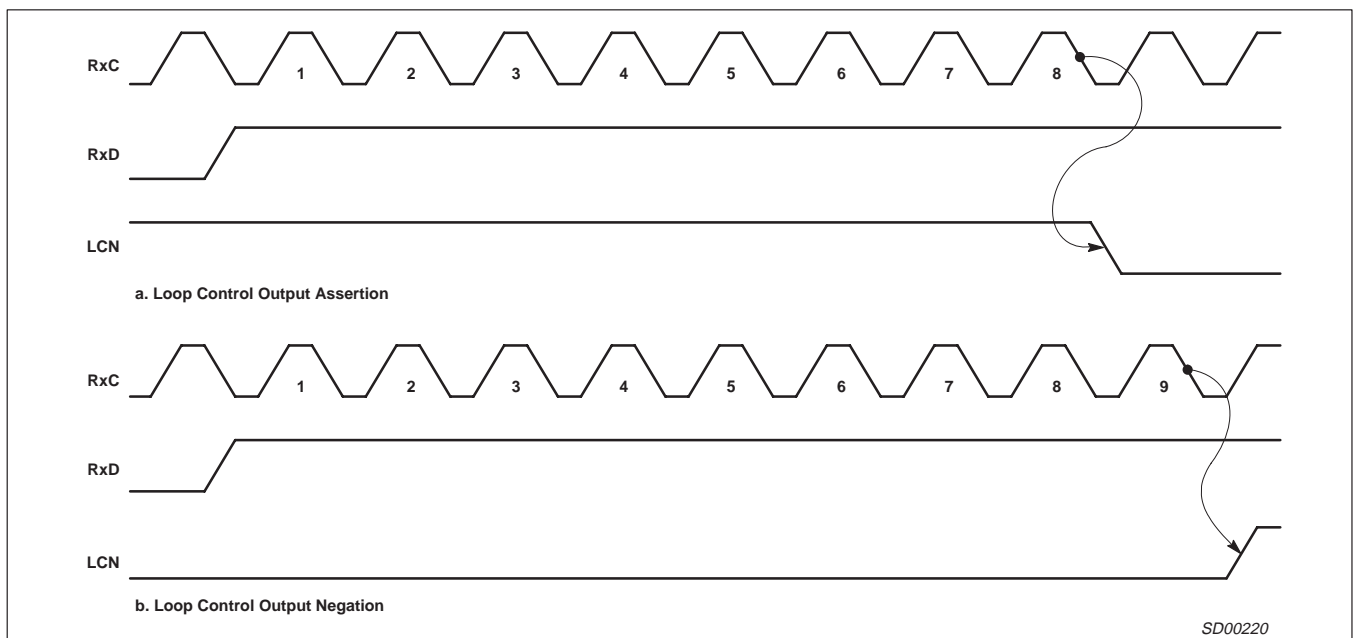 RxC
1 2 3 4 5 6 7 8
RxD
LCN
a. Loop Control Output Assertion
RxC
1 2 3 4 5 6 7 8 9
RxD
LCN
b. Loop Control Output Negation
SD00220